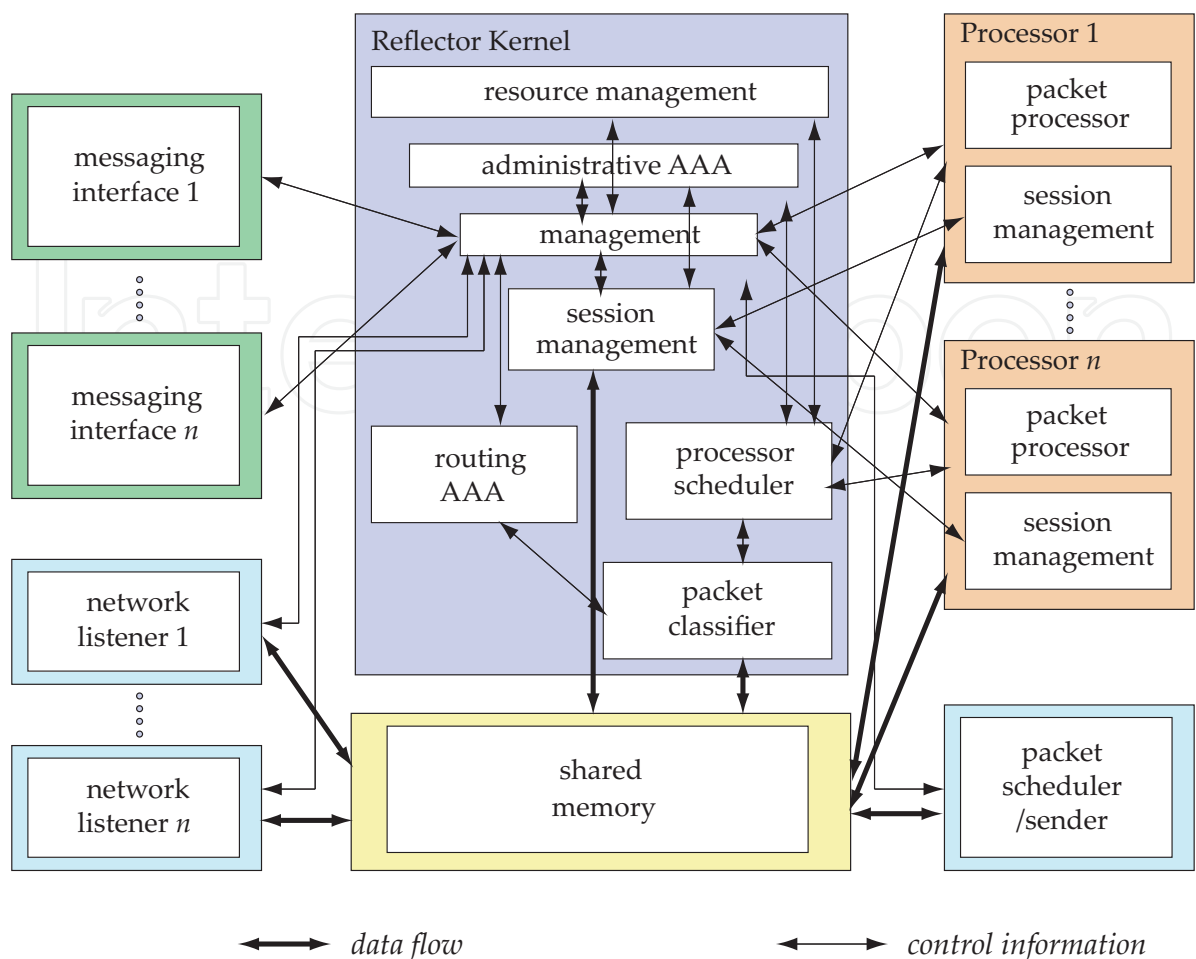 Reflector Kernel
resource management
administrative AAA
management
session
management
routing
AAA
processor
scheduler
packet
classifier
messaging
interface 1
messaging
interface n
network
listener 1
network
listener n
shared
memory
Processor 1
packet
processor
session
management
Processor n
packet
processor
session
management
packet
scheduler
/sender
data flow
control information